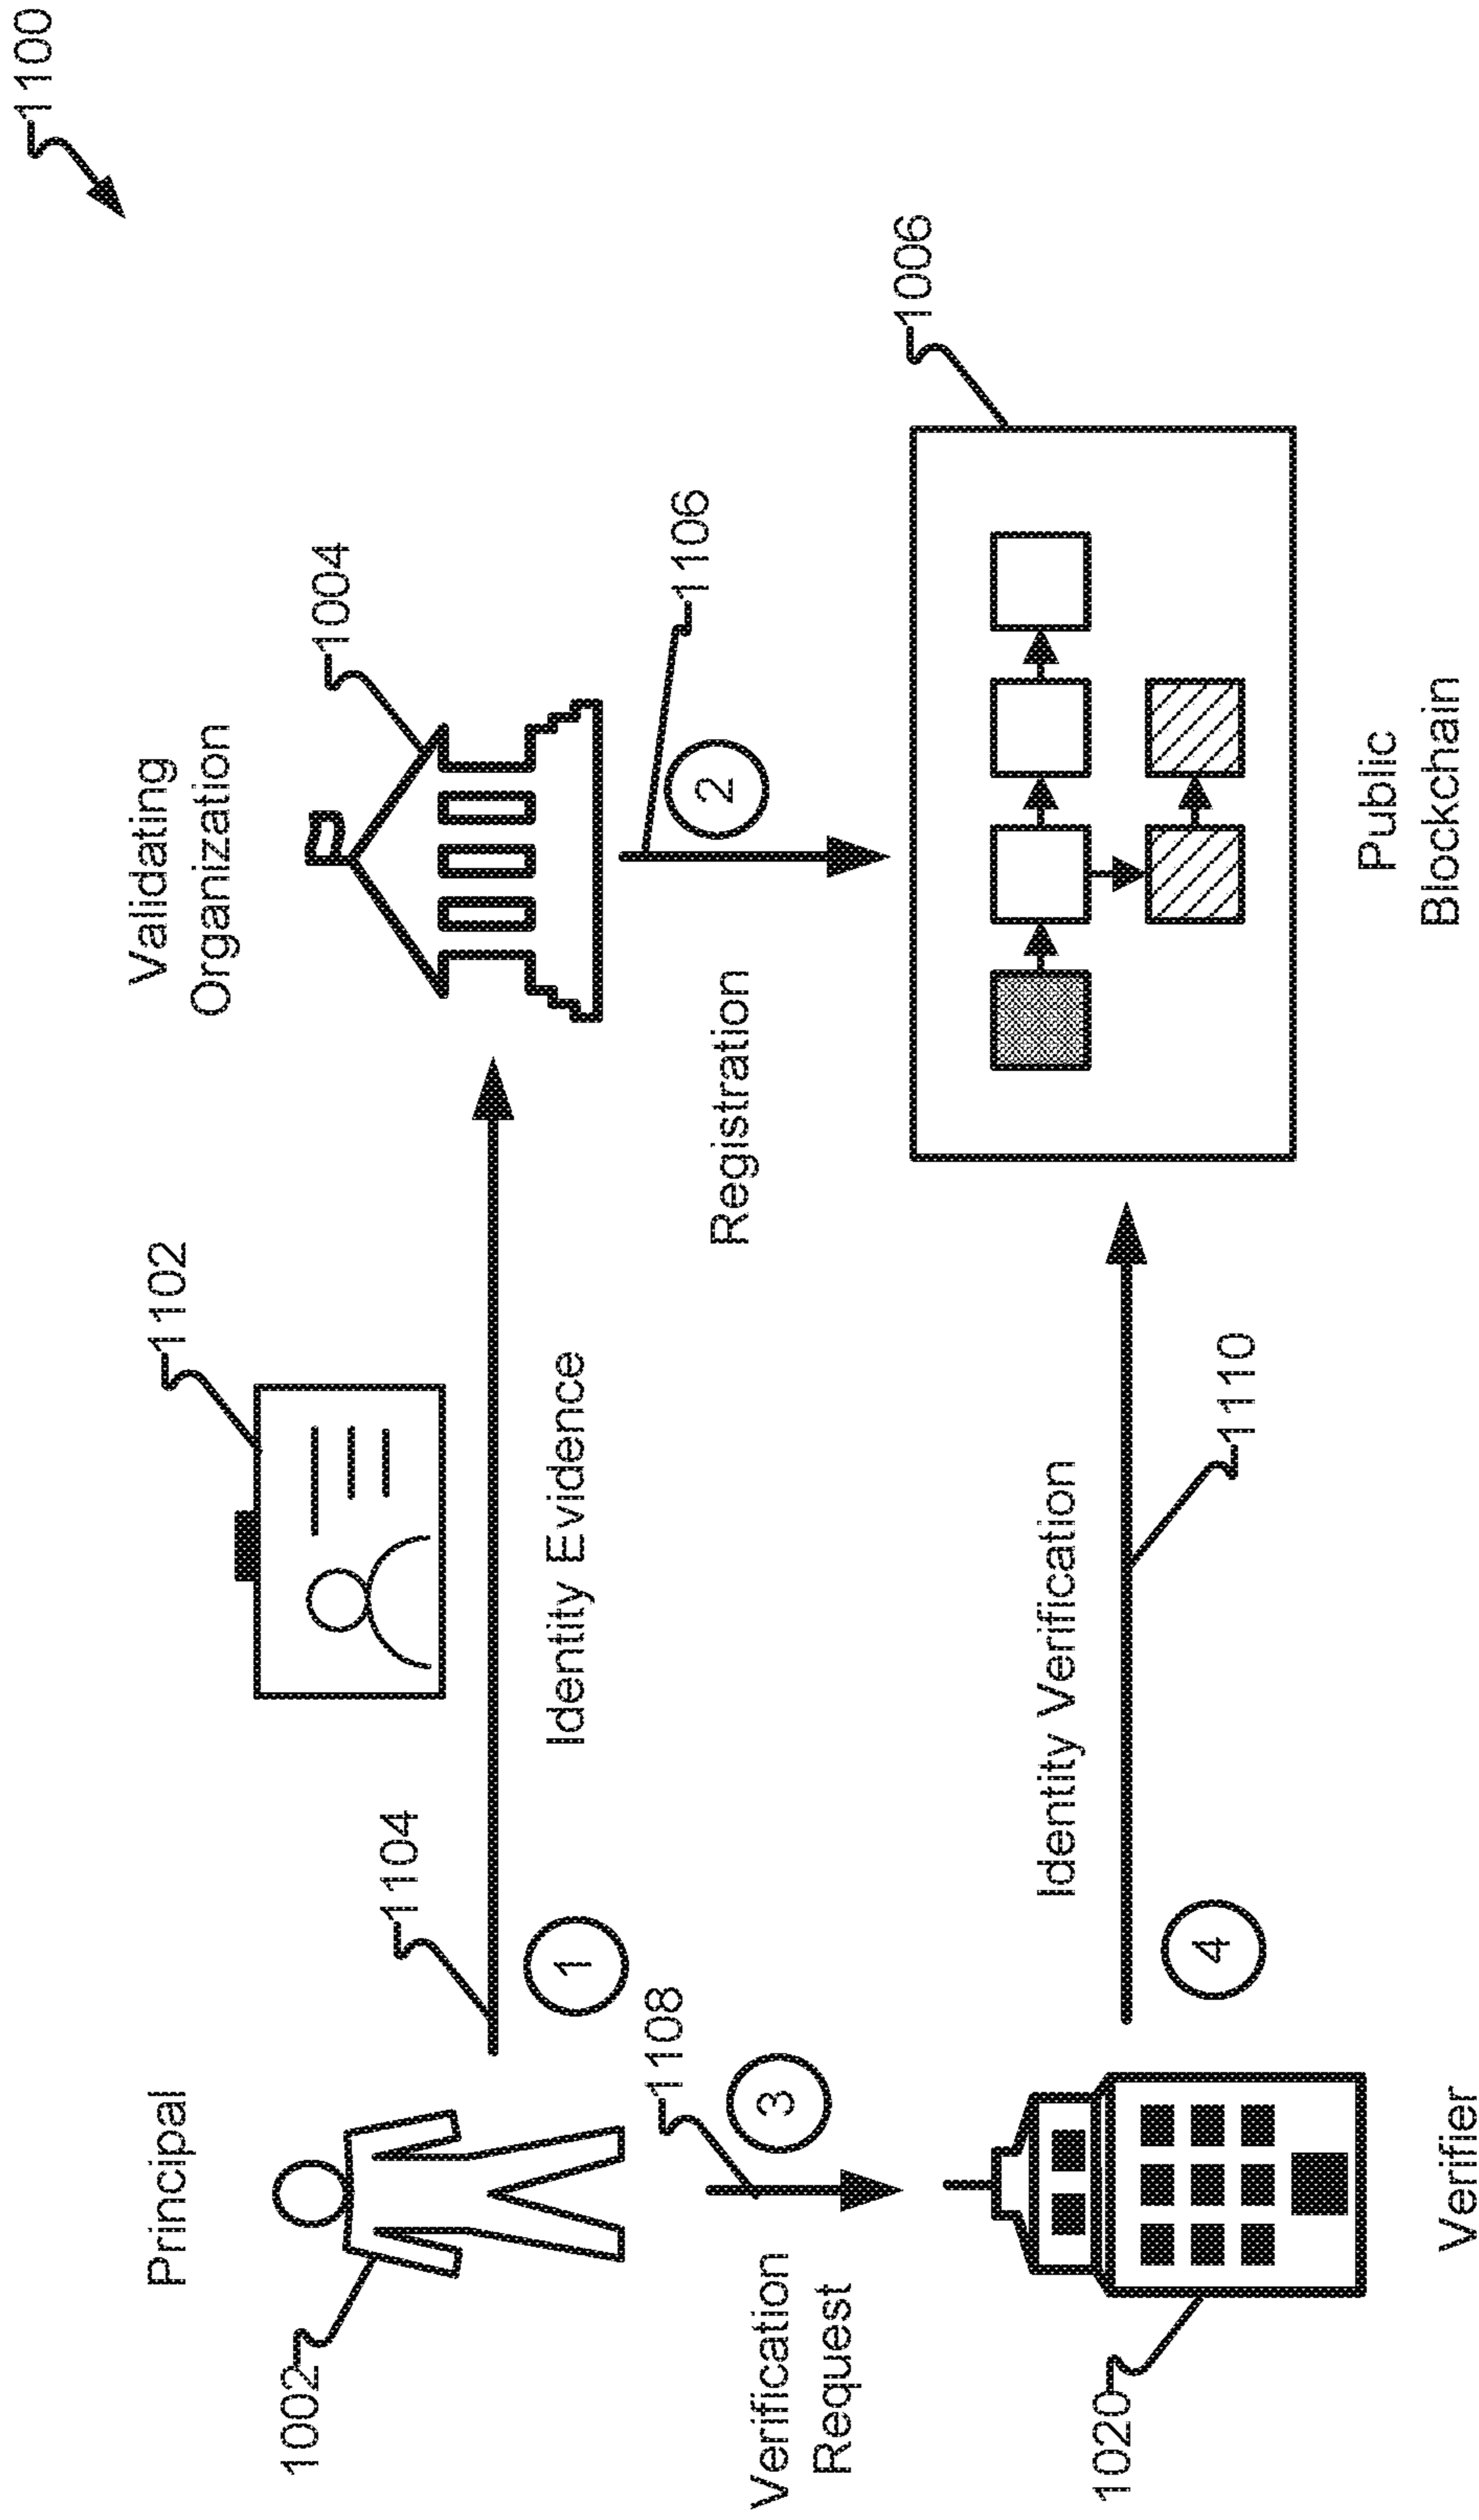 1100
Principal
1002
1104
1102
Validating
Organization
1004
1
Identity Evidence
1108
3
Verification
Request
2
1106
Registration
1006
Identity Verification
1110
4
1020
Verifier
Public
Blockchain